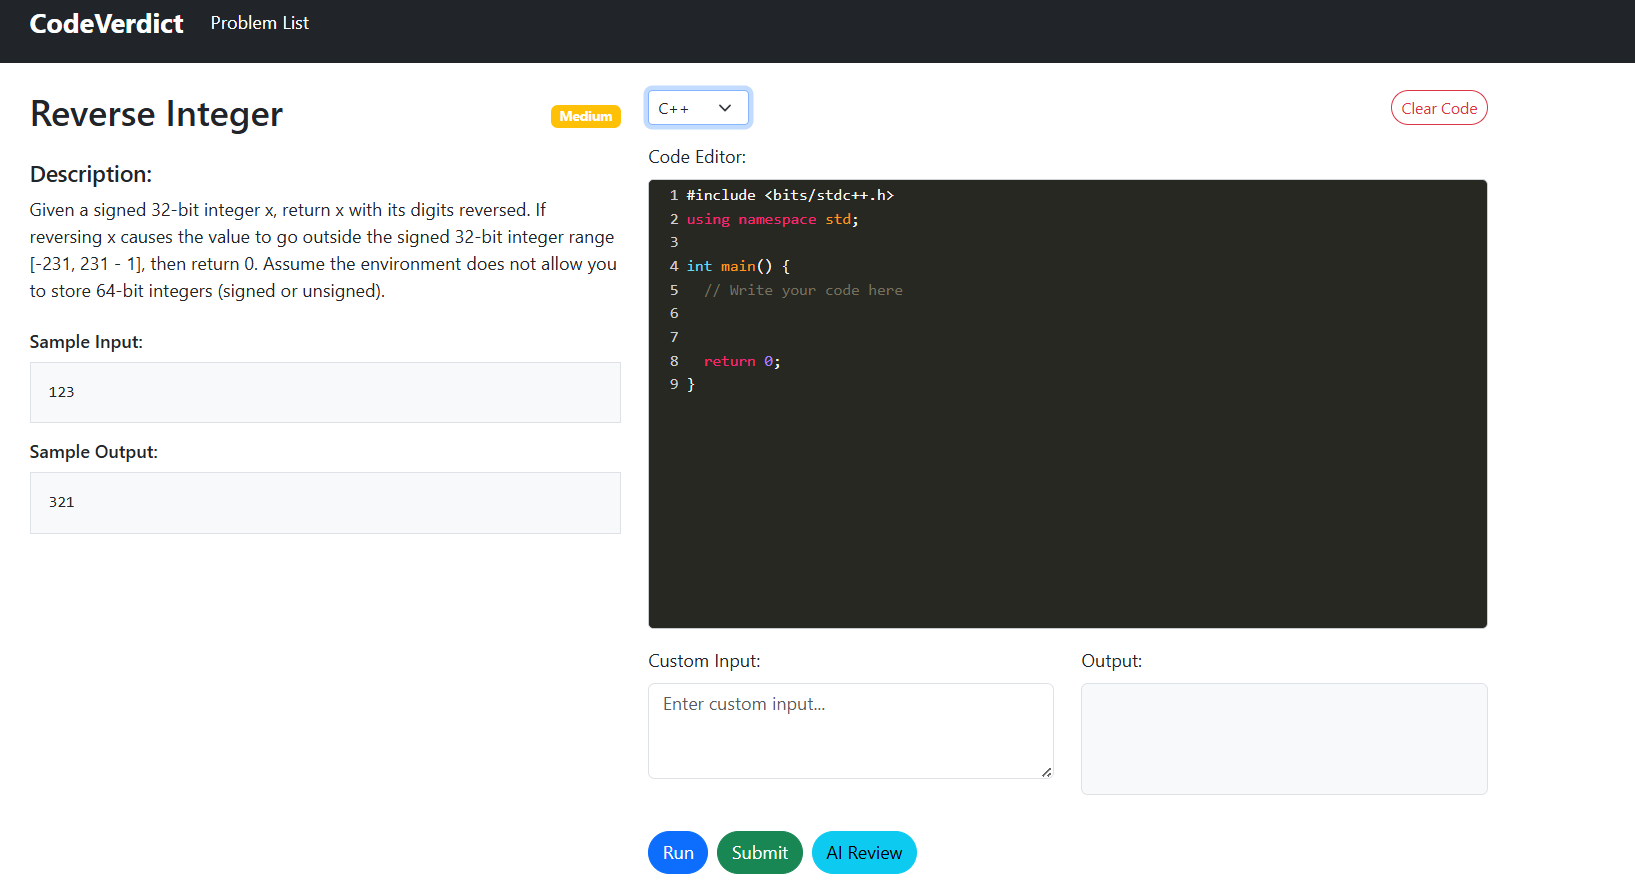 CodeVerdict Problem List
Reverse Integer
Medium
Description:
Given a signed 32-bit integer x, return x with its digits reversed. If
reversing x causes the value to go outside the signed 32-bit integer range
[-231, 231 - 1], then return 0. Assume the environment does not allow you
to store 64-bit integers (signed or unsigned).
Sample Input:
123
Sample Output:
321
C++
Clear Code
Code Editor:
1 #include <bits/stdc++.h>
2 using namespace std;
3
4 int main() {
5   // Write your code here
6
7
8   return 0;
9 }
Custom Input:
Enter custom input...
Output:
Run Submit AI Review